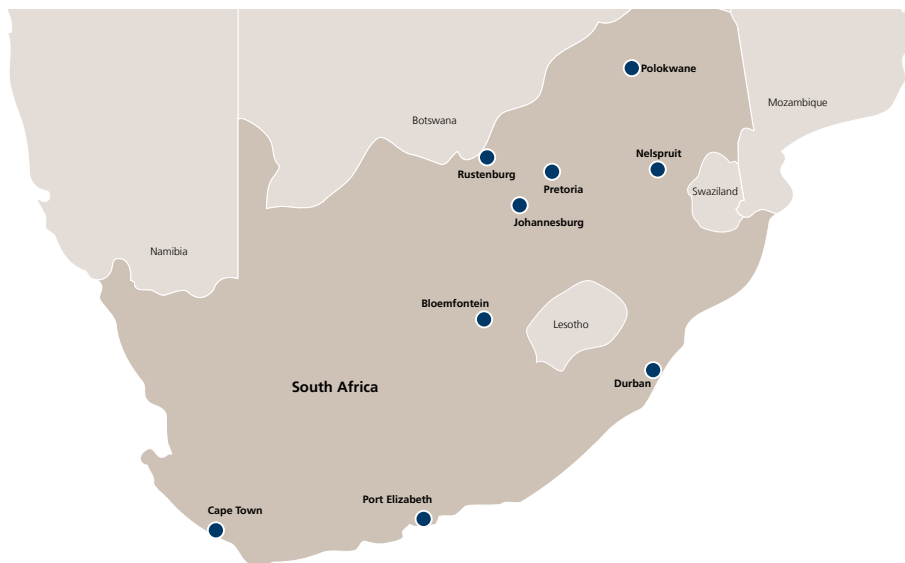 Polokwane
Mozambique
Botswana
Nelspruit
Rustenburg
Pretoria
Swaziland
Johannesburg
Namibia
Bloemfontein
Lesotho
Durban
South Africa
Port Elizabeth
Cape Town